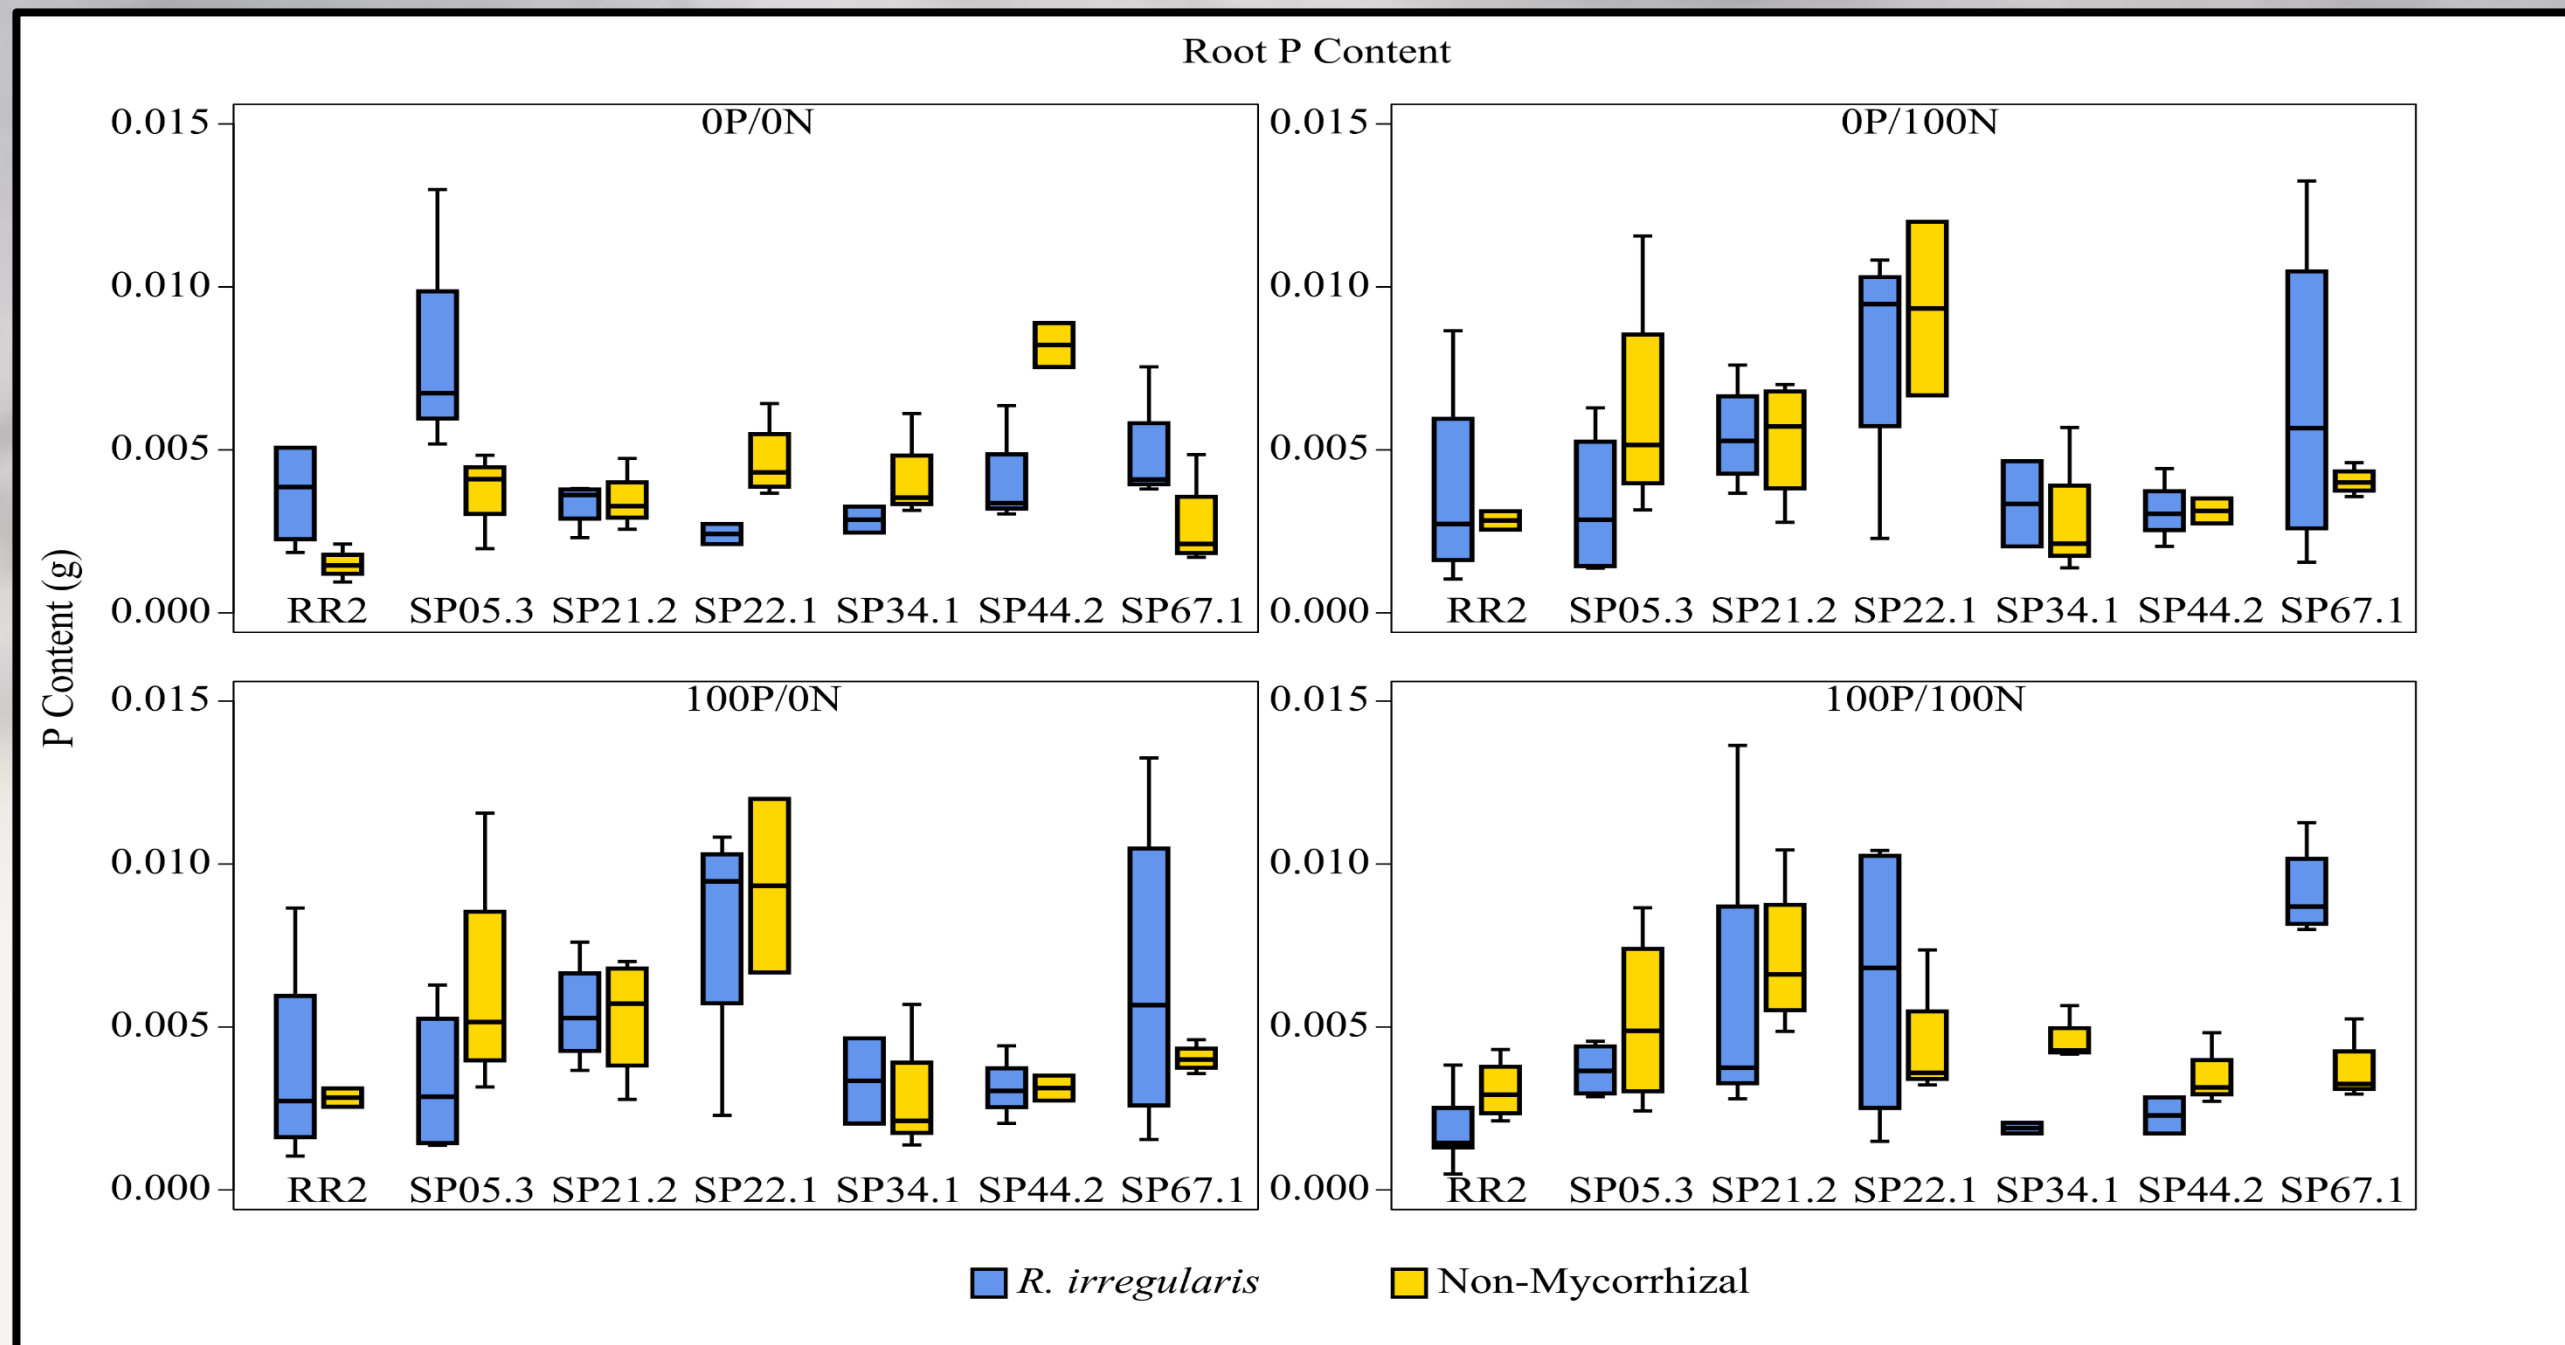 Root P Content
P Content (g)
0P/0N
0.015
0.010
0.005
0.000
RR2 SP05.3 SP21.2 SP22.1 SP34.1 SP44.2 SP67.1
0P/100N
0.015
0.010
0.005
0.000
RR2 SP05.3 SP21.2 SP22.1 SP34.1 SP44.2 SP67.1
100P/0N
0.015
0.010
0.005
0.000
RR2 SP05.3 SP21.2 SP22.1 SP34.1 SP44.2 SP67.1
100P/100N
0.015
0.010
0.005
0.000
RR2 SP05.3 SP21.2 SP22.1 SP34.1 SP44.2 SP67.1
R. irregularis
Non-Mycorrhizal